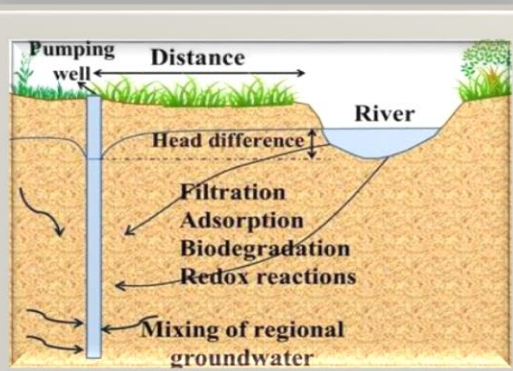 Pumping
well
Distance
River
Head difference
Filtration
Adsorption
Biodegradation
Redox reactions
Mixing of regional
groundwater